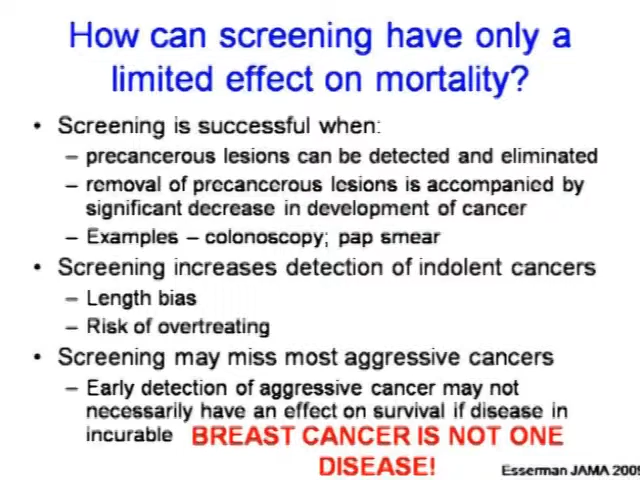 How can screening have only a
limited effect on mortality?
• Screening is successful when:
– precancerous lesions can be detected and eliminated
– removal of precancerous lesions is accompanied by
significant decrease in development of cancer
– Examples – colonoscopy; pap smear
• Screening increases detection of indolent cancers
– Length bias
– Risk of overtreating
• Screening may miss most aggressive cancers
– Early detection of aggressive cancer may not
necessarily have an effect on survival if disease in
incurable BREAST CANCER IS NOT ONE
DISEASE!
Esserman JAMA 2009